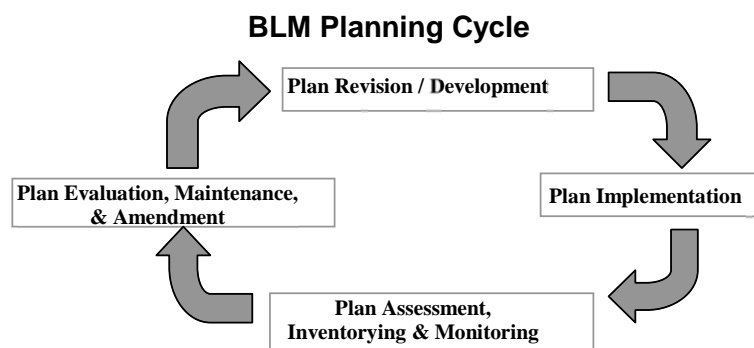 BLM Planning Cycle
Plan Revision / Development
Plan Implementation
Plan Assessment,
Inventorying & Monitoring
Plan Evaluation, Maintenance,
& Amendment